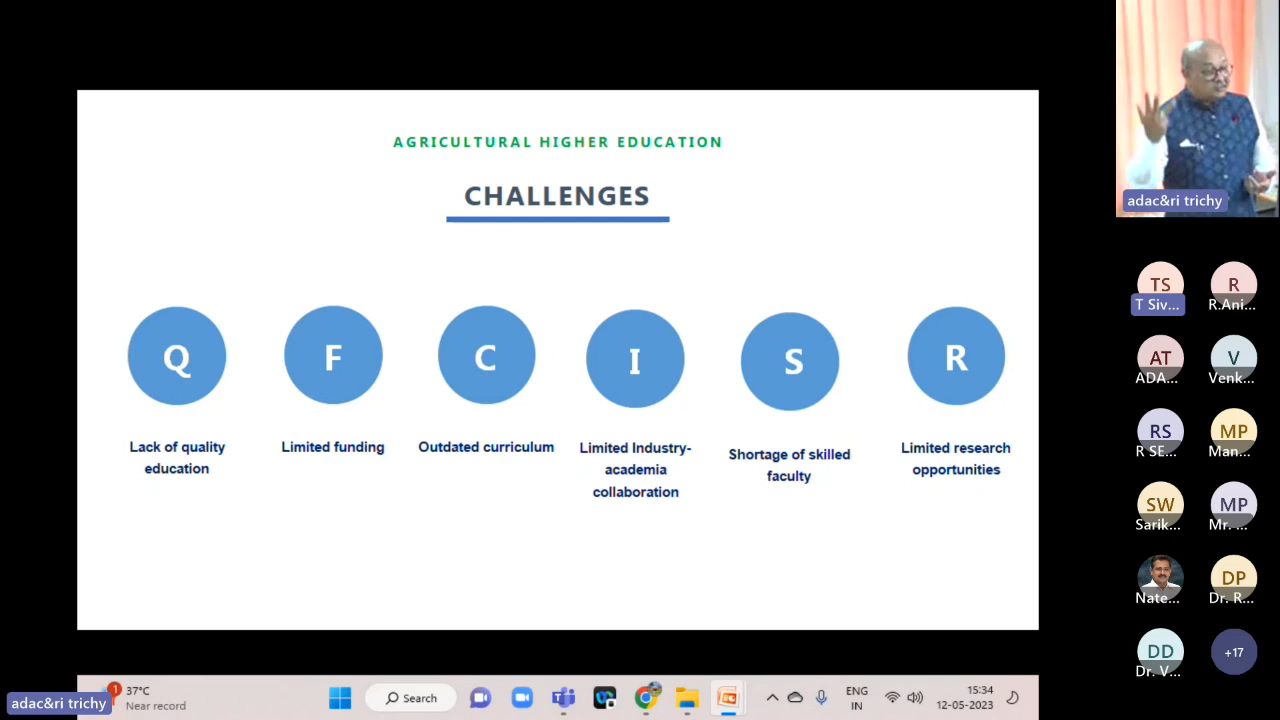 AGRICULTURAL HIGHER EDUCATION
CHALLENGES
Q
F
C
I
S
R
Lack of quality
education
Limited funding
Outdated curriculum
Limited Industry-
academia
collaboration
Shortage of skilled
faculty
Limited research
opportunities
adac&ri trichy
TS
T Siv...
R
R.Ani...
AT
ADA...
V
Venk...
RS
R SE...
MP
Man...
SW
Sarik...
MP
Mr. ...
Nate...
DP
Dr. R...
DD
Dr. V...
+17
adac&ri trichy
1
37°C
Near record
Search
ENG
IN
15:34
12-05-2023